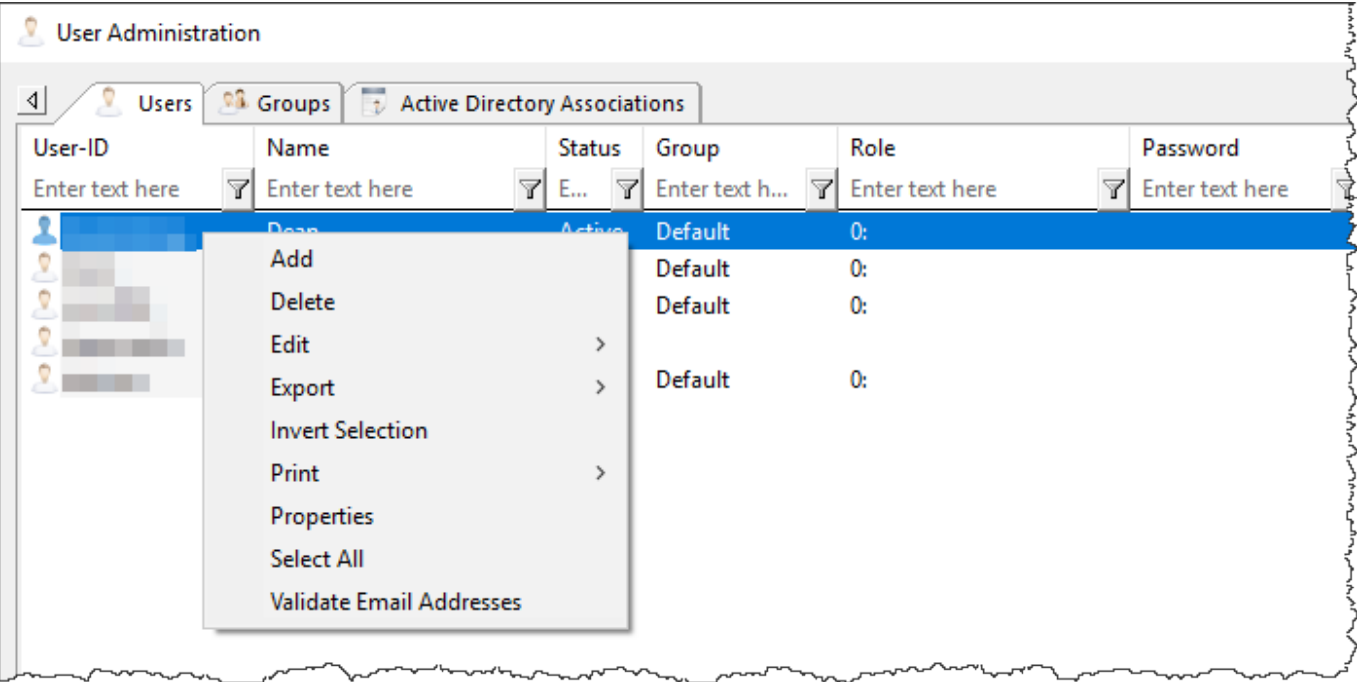 User Administration
Users Groups Active Directory Associations
User-ID Name Status Group Role Password
Enter text here Enter text here E... Enter text h... Enter text here Enter text here
Dean Active Default 0:
Add
Default 0:
Delete
Default 0:
Edit
Export
Default 0:
Invert Selection
Print
Properties
Select All
Validate Email Addresses